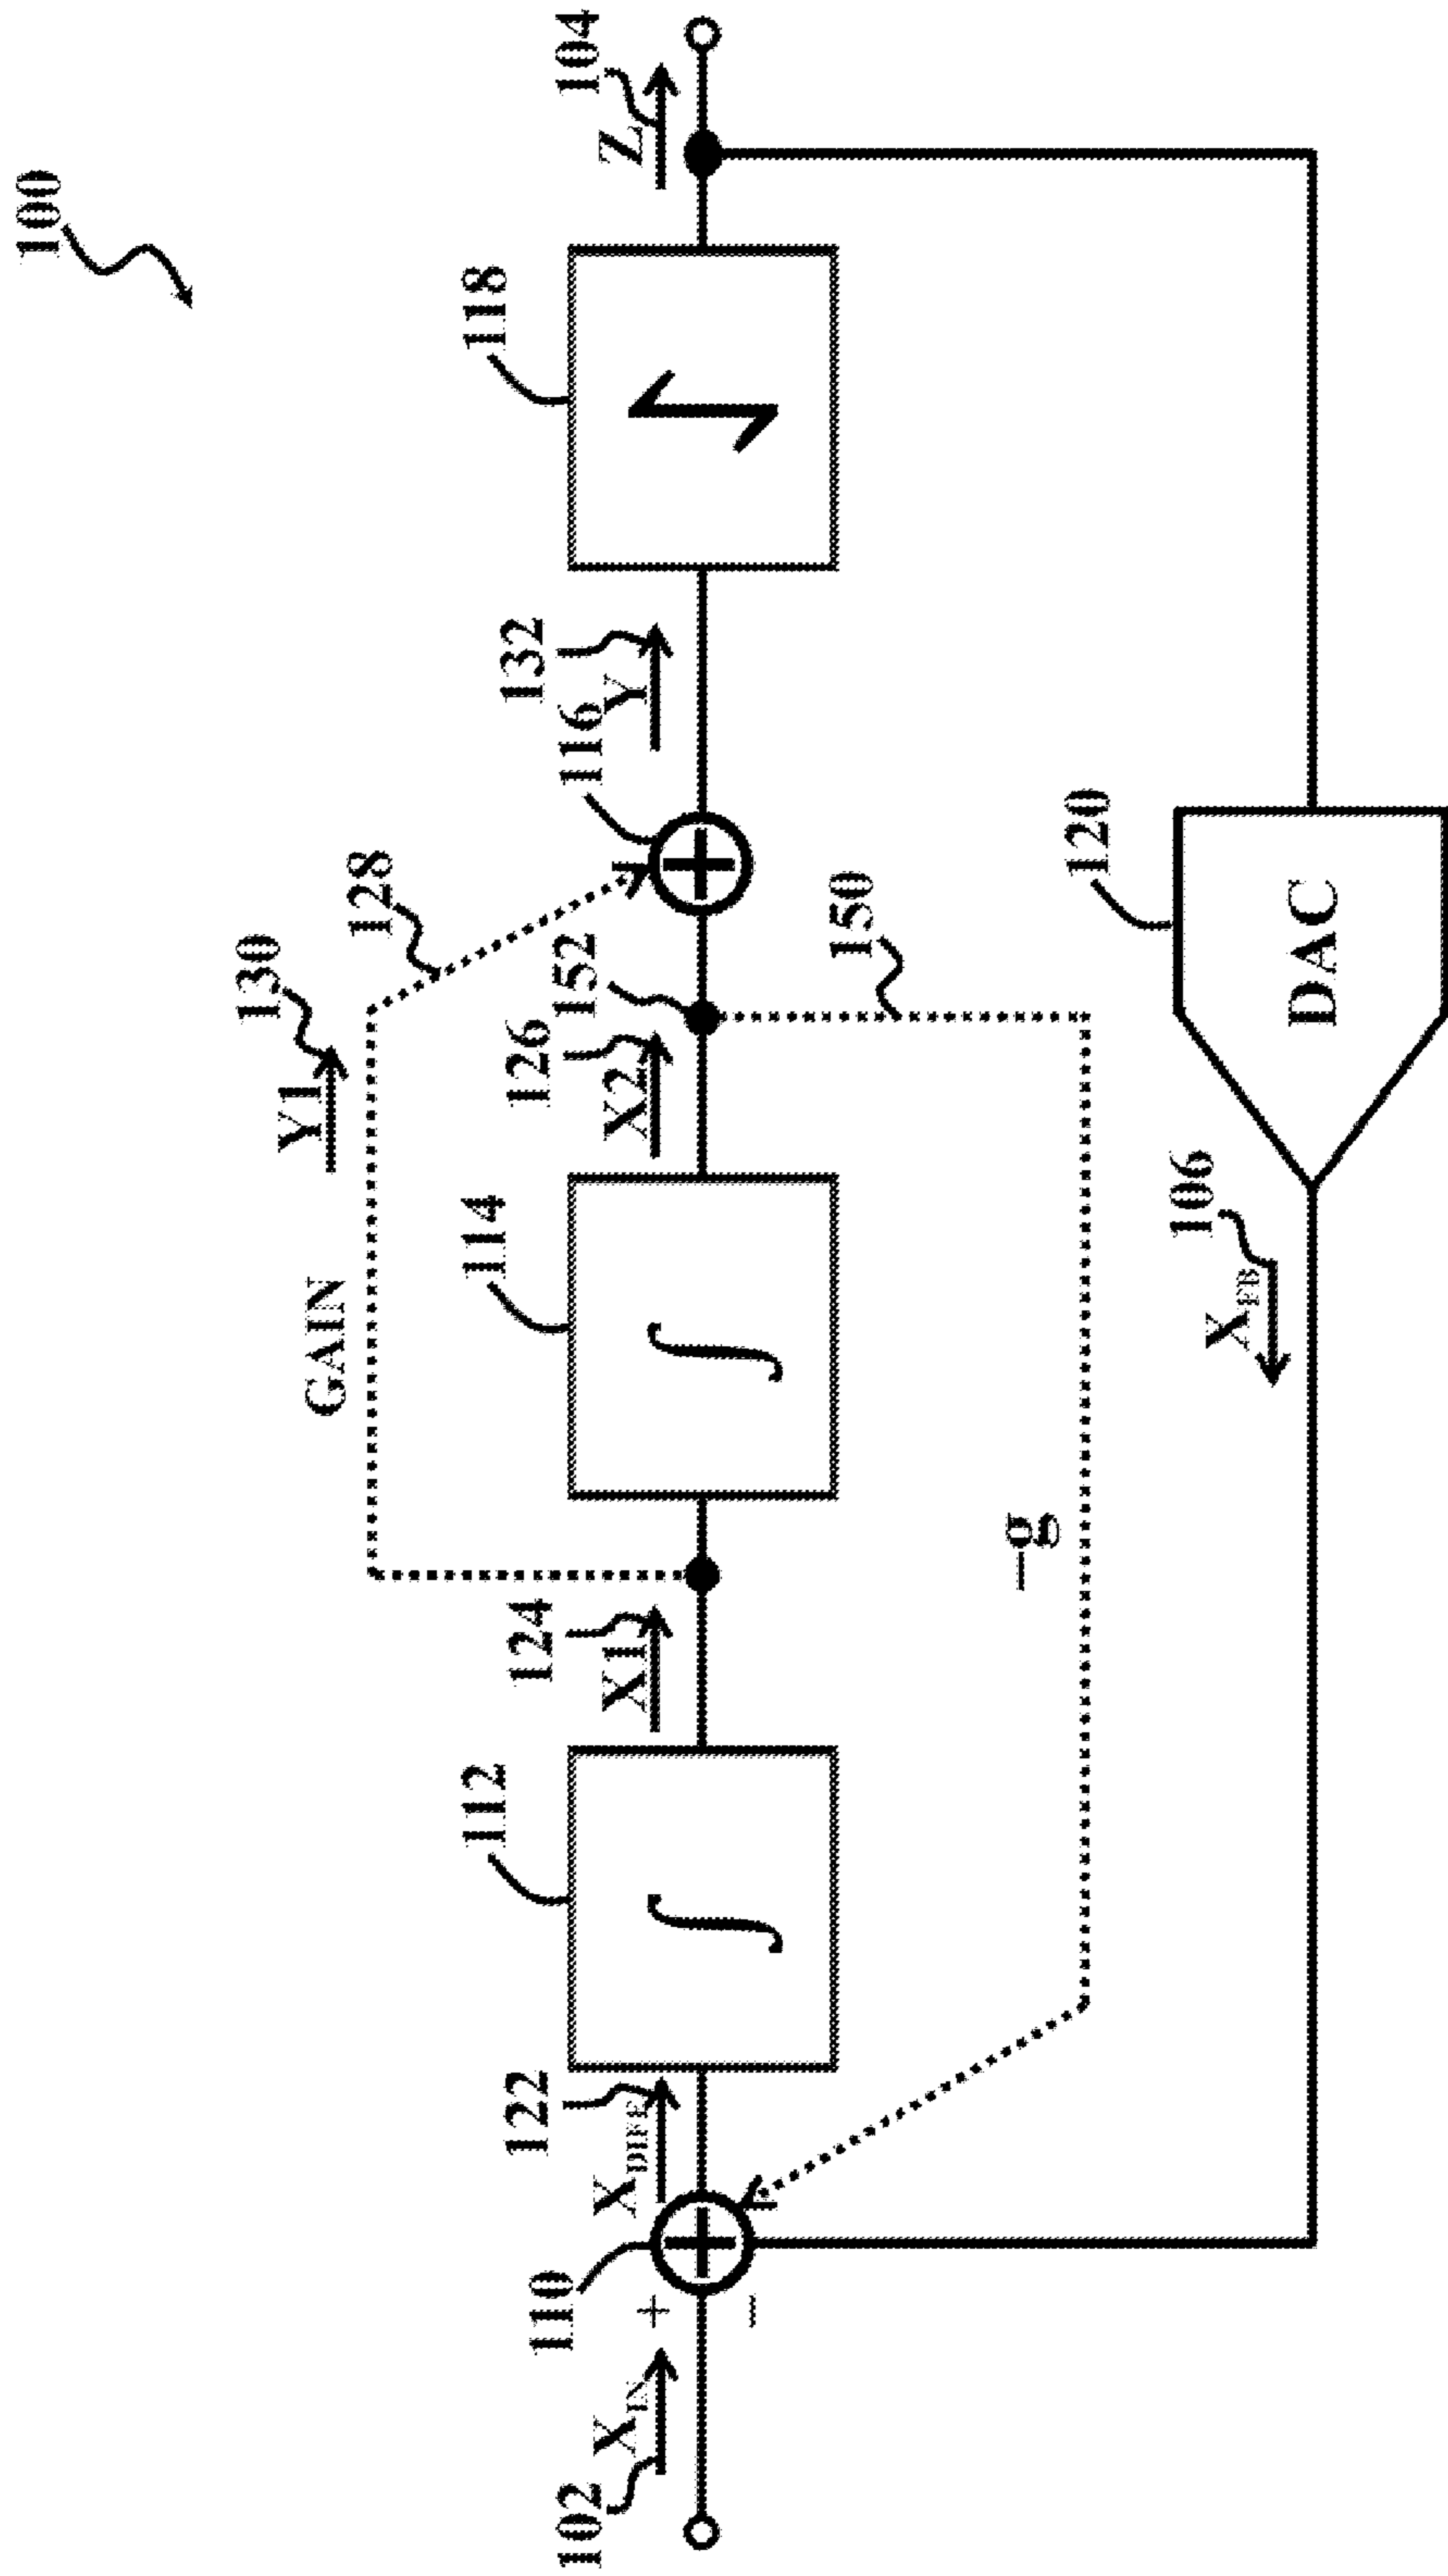 100
130
Y1
128
GAIN
102
X_IN
+
−
110
X_DIFF
122
112
∫
X1
124
114
∫
X2
126
152
116
+
Y
132
118
Z
104
−g
150
X_FB
106
120
DAC